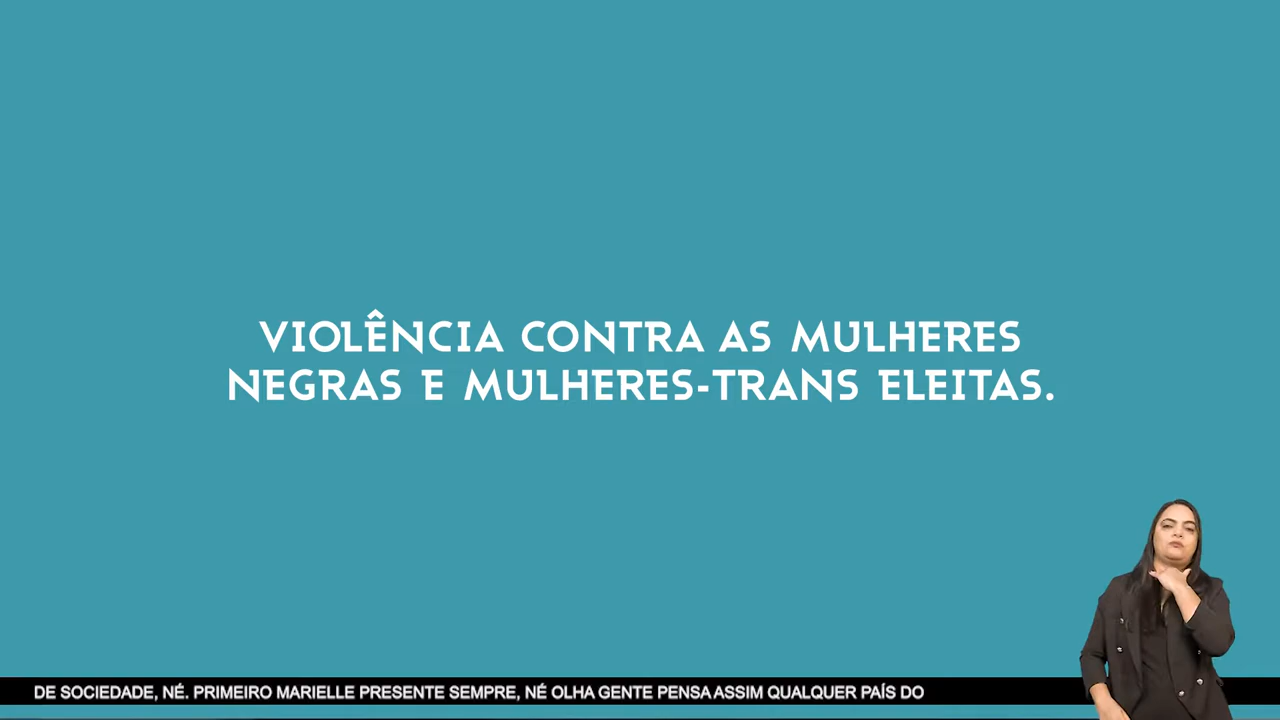 VIOLÊNCIA CONTRA AS MULHERES
NEGRAS E MULHERES-TRANS ELEITAS.
DE SOCIEDADE, NÉ. PRIMEIRO MARIELLE PRESENTE SEMPRE, NÉ OLHA GENTE PENSA ASSIM QUALQUER PAÍS DO